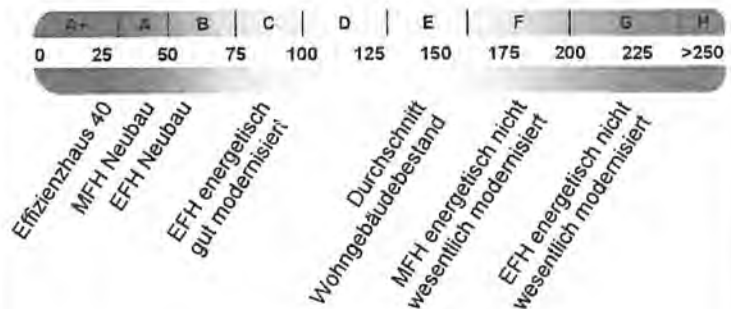 A+ A B C D E F G H
0 25 50 75 100 125 150 175 200 225 >250
Effizienzhaus 40
MFH Neubau
EFH Neubau
EFH energetisch
gut modernisiert
Durchschnitt
Wohngebäudebestand
MFH energetisch nicht
wesentlich modernisiert
EFH energetisch nicht
wesentlich modernisiert